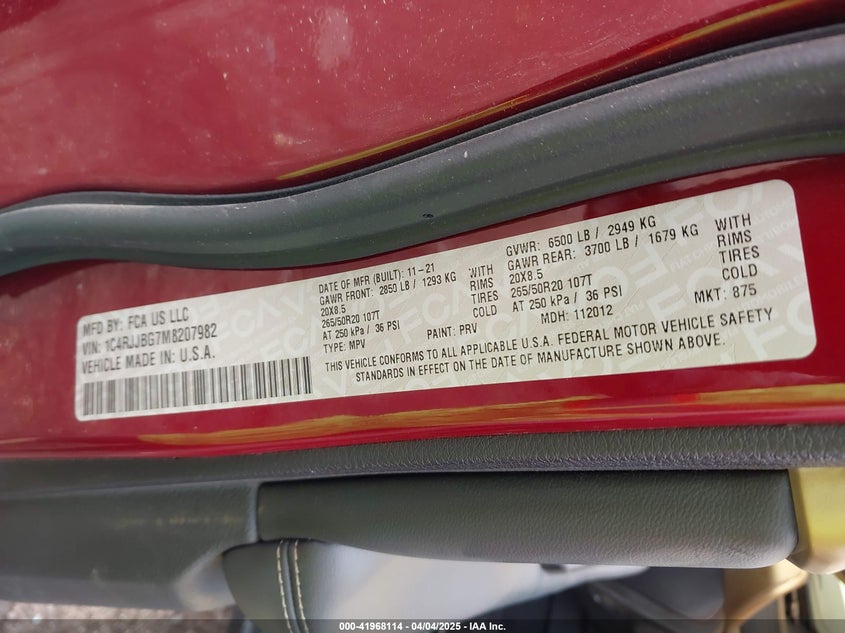 MFD BY: FCA US LLC
VIN: 1C4RJJBG7M8207982
VEHICLE MADE IN U.S.A.
DATE OF MFR (BUILT): 11-21
GAWR FRONT: 2850 LB / 1293 KG WITH
20X8.5 RIMS
265/50R20 107T TIRES
AT 250 kPa / 36 PSI COLD
TYPE: MPV
PAINT: PRV
GVWR: 6500 LB / 2949 KG
GAWR REAR: 3700 LB / 1679 KG WITH
20X8.5 RIMS
265/50R20 107T TIRES
AT 250 kPa / 36 PSI COLD
MDH: 112012
MKT: 875
THIS VEHICLE CONFORMS TO ALL APPLICABLE U.S.A. FEDERAL MOTOR VEHICLE SAFETY
STANDARDS IN EFFECT ON THE DATE OF MANUFACTURE SHOWN ABOVE.
000-41968114 - 04/04/2025 - IAA Inc.